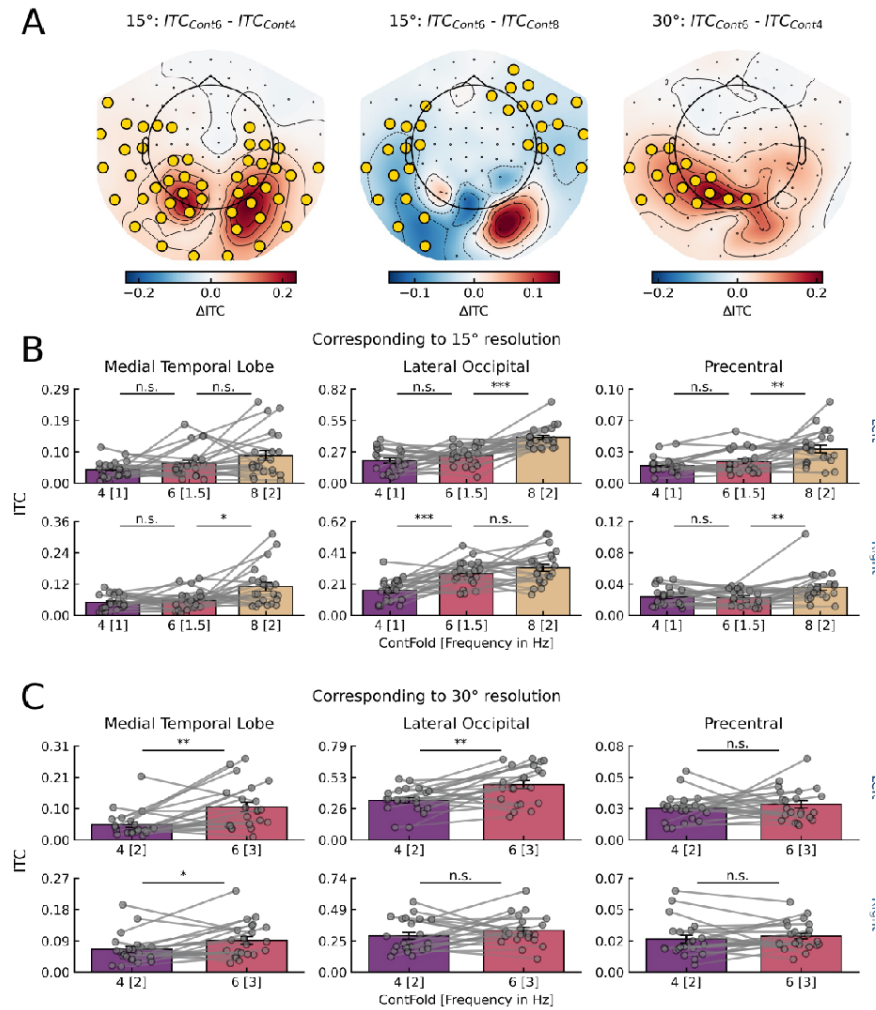 A
15°: ITC_Cont6 - ITC_Cont4
15°: ITC_Cont6 - ITC_Cont8
30°: ITC_Cont6 - ITC_Cont4
−0.2 0.0 0.2
−0.1 0.0 0.1
−0.2 0.0 0.2
ΔITC
ΔITC
ΔITC
B
Corresponding to 15° resolution
Medial Temporal Lobe
Lateral Occipital
Precentral
0.29
0.20
0.10
0.00
n.s. n.s.
4 [1] 6 [1.5] 8 [2]
0.82
0.55
0.27
0.00
n.s. ***
4 [1] 6 [1.5] 8 [2]
0.10
0.07
0.03
0.00
n.s. **
4 [1] 6 [1.5] 8 [2]
ITC
0.36
0.24
0.12
0.00
n.s. *
4 [1] 6 [1.5] 8 [2]
0.62
0.41
0.21
0.00
*** n.s.
4 [1] 6 [1.5] 8 [2]
0.12
0.08
0.04
0.00
n.s. **
4 [1] 6 [1.5] 8 [2]
ContFold [Frequency in Hz]
C
Corresponding to 30° resolution
Medial Temporal Lobe
Lateral Occipital
Precentral
0.31
0.21
0.10
0.00
**
4 [2] 6 [3]
0.79
0.53
0.26
0.00
**
4 [2] 6 [3]
0.08
0.05
0.03
0.00
n.s.
4 [2] 6 [3]
ITC
0.27
0.18
0.09
0.00
*
4 [2] 6 [3]
0.74
0.49
0.25
0.00
n.s.
4 [2] 6 [3]
0.07
0.05
0.02
0.00
n.s.
4 [2] 6 [3]
ContFold [Frequency in Hz]